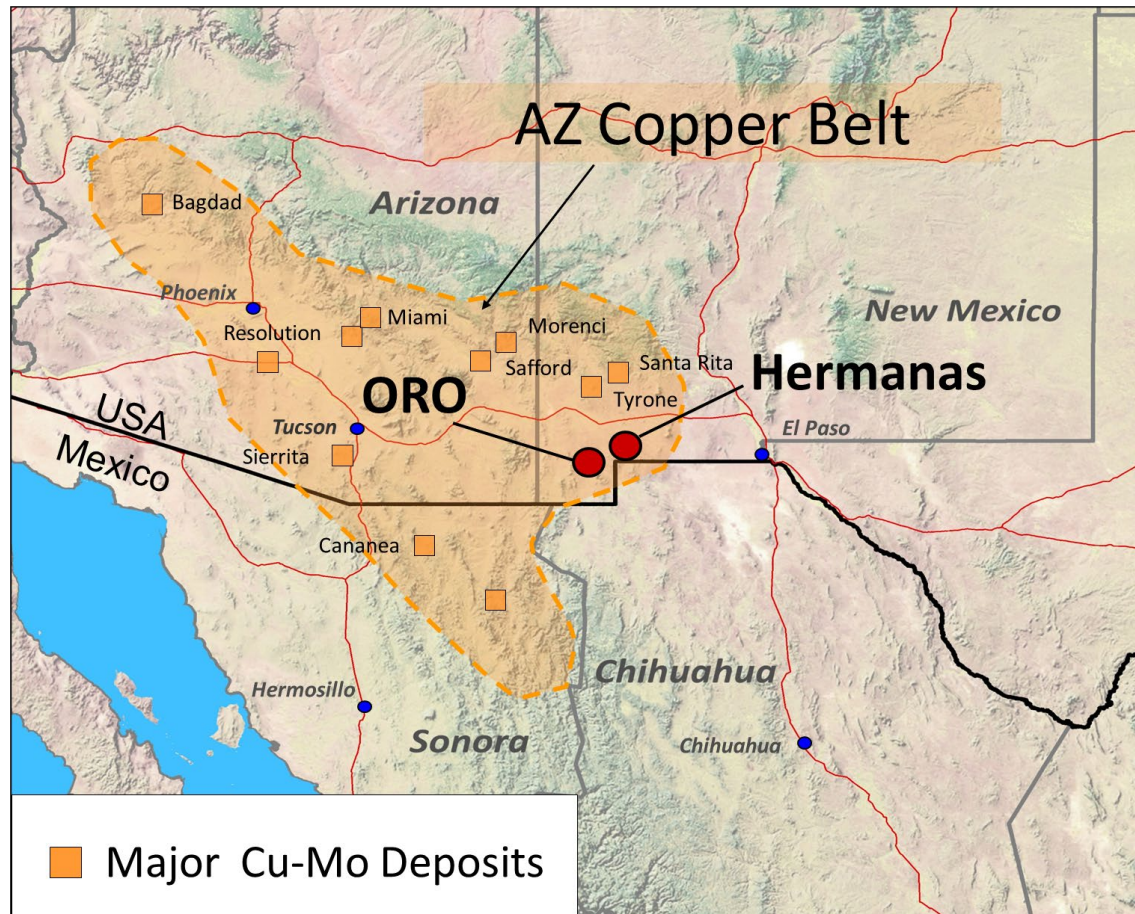 AZ Copper Belt
Arizona
Bagdad
Phoenix
New Mexico
Miami
Morenci
Resolution
Safford
Santa Rita
Tyrone
Hermanas
ORO
USA
Mexico
Tucson
El Paso
Sierrita
Cananea
Chihuahua
Hermosillo
Sonora
Chihuahua
Major Cu-Mo Deposits